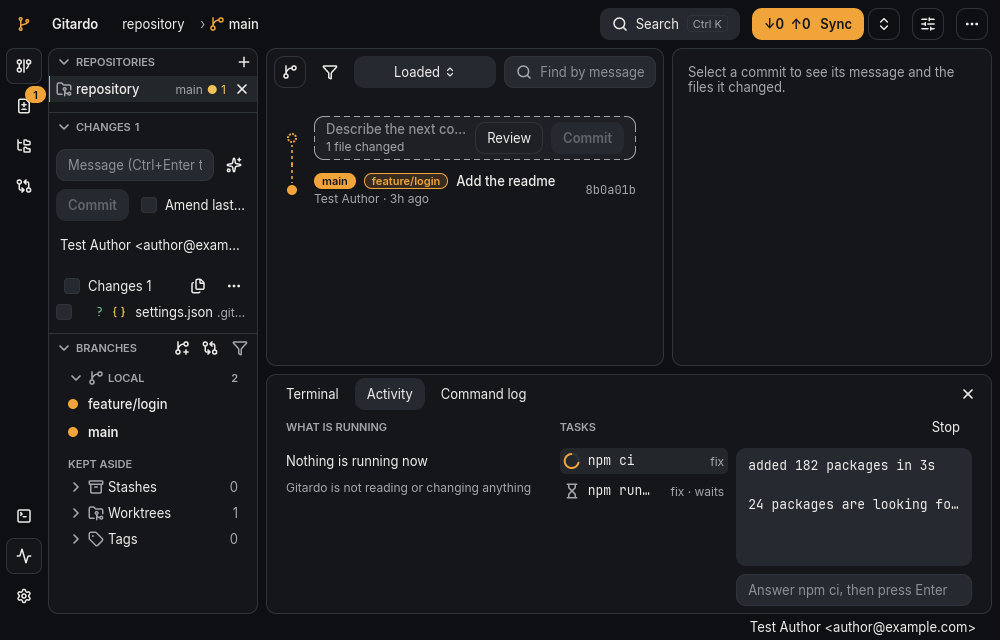 Gitardo repository › main Search Ctrl K ↓0 ↑0 Sync
REPOSITORIES
repository main 1
1
CHANGES 1
Message (Ctrl+Enter t
Commit Amend last...
Test Author <author@exam...
Changes 1
? {} settings.json .git...
BRANCHES
LOCAL 2
feature/login
main
KEPT ASIDE
Stashes 0
Worktrees 1
Tags 0
Loaded Find by message
Describe the next co...
1 file changed
Review Commit
main feature/login Add the readme
Test Author · 3h ago 8b0a01b
Select a commit to see its message and the
files it changed.
Terminal Activity Command log
WHAT IS RUNNING
Nothing is running now
Gitardo is not reading or changing anything
TASKS Stop
npm ci fix
npm run… fix · waits
added 182 packages in 3s
24 packages are looking fo…
Answer npm ci, then press Enter
Test Author <author@example.com>